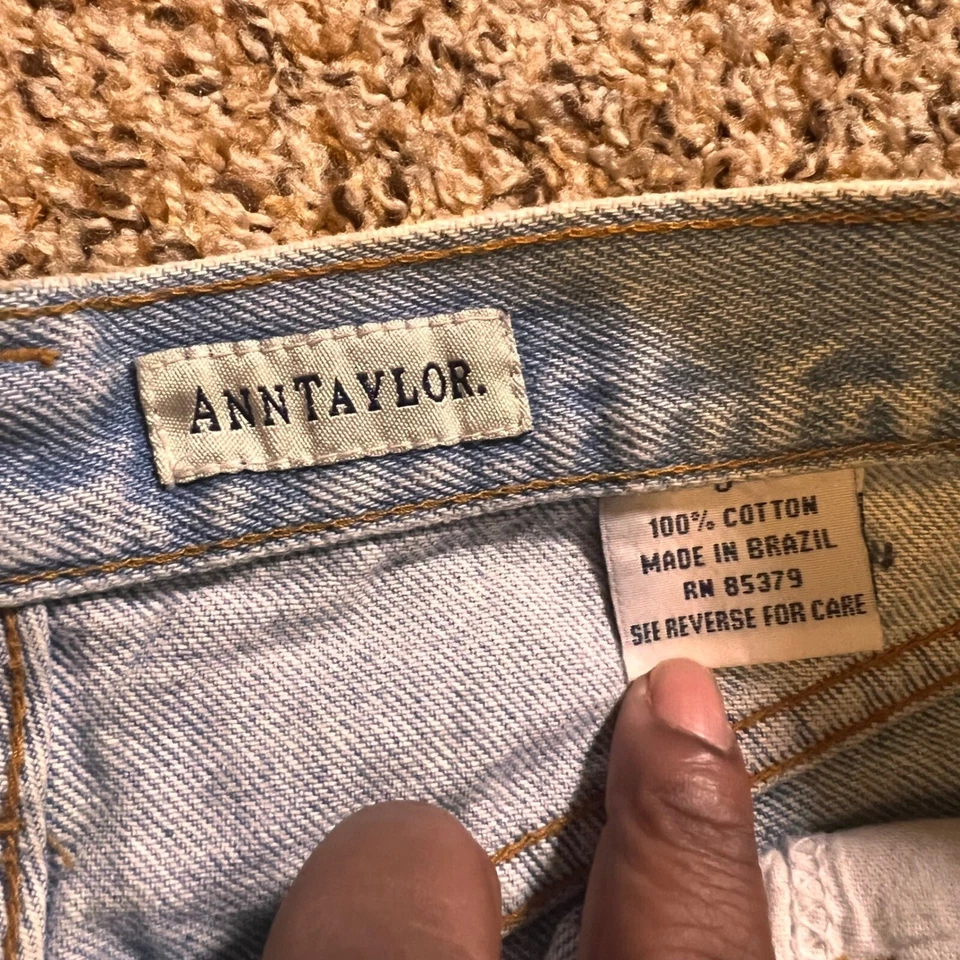 ANNTAYLOR.
100% COTTON
MADE IN BRAZIL
RN 85379
SEE REVERSE FOR CARE